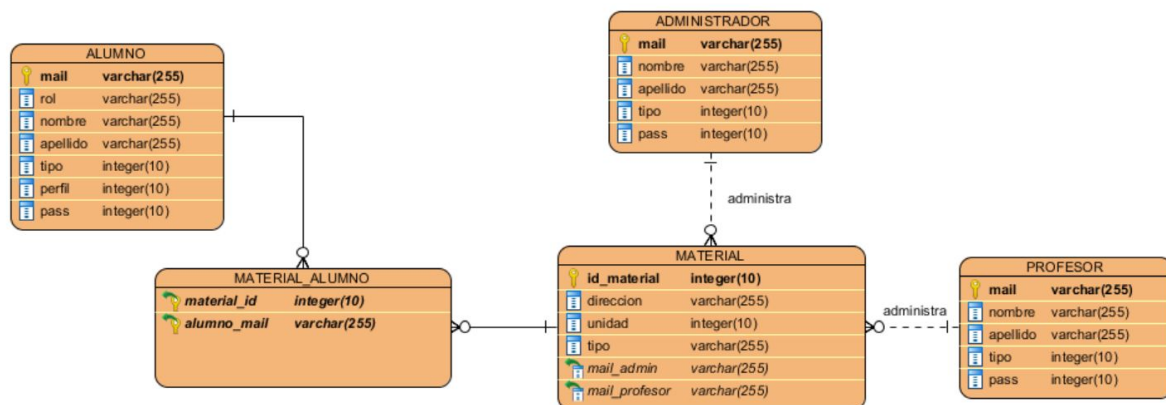 ALUMNO
mail varchar(255)
rol varchar(255)
nombre varchar(255)
apellido varchar(255)
tipo integer(10)
perfil integer(10)
pass integer(10)
ADMINISTRADOR
mail varchar(255)
nombre varchar(255)
apellido varchar(255)
tipo integer(10)
pass integer(10)
administra
MATERIAL_ALUMNO
material_id integer(10)
alumno_mail varchar(255)
MATERIAL
id_material integer(10)
direccion varchar(255)
unidad integer(10)
tipo varchar(255)
mail_admin varchar(255)
mail_profesor varchar(255)
administra
PROFESOR
mail varchar(255)
nombre varchar(255)
apellido varchar(255)
tipo integer(10)
pass integer(10)